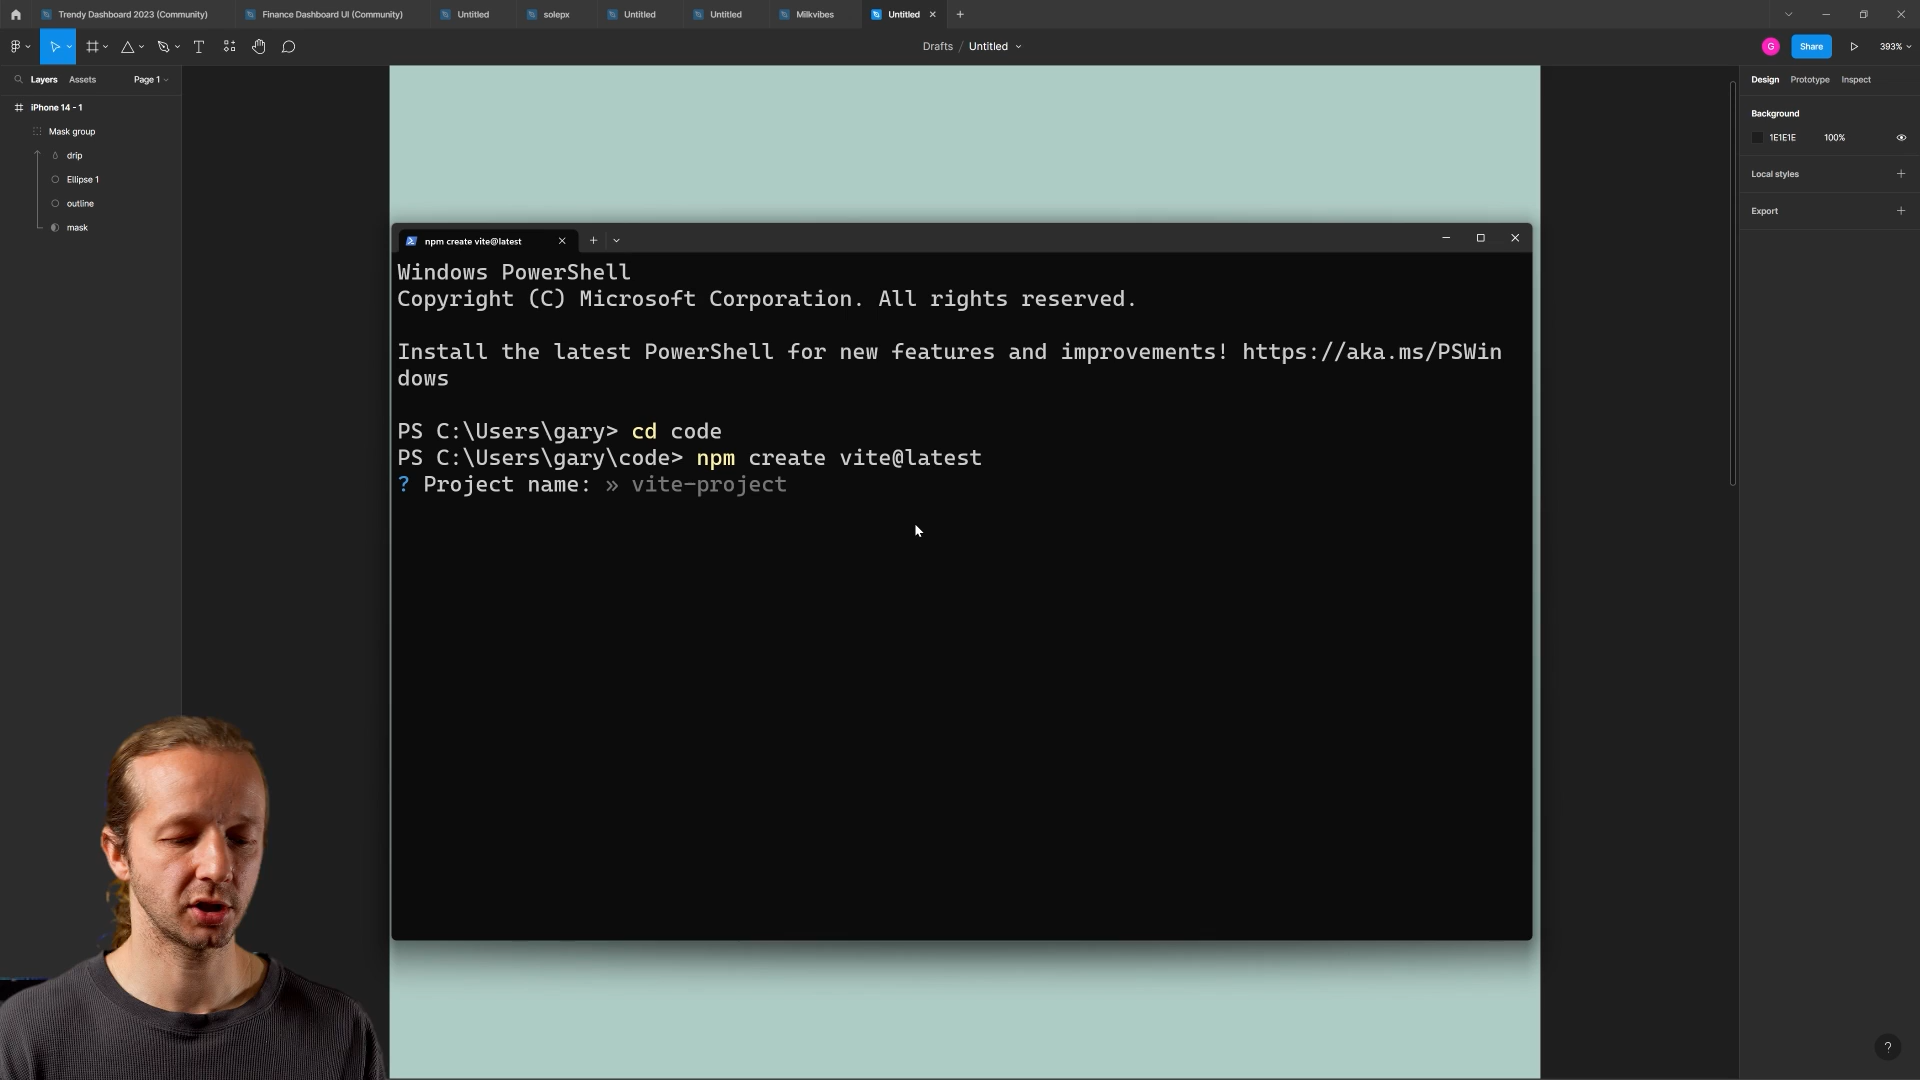 Trendy Dashboard 2023 (Community)
Finance Dashboard UI (Community)
Untitled
solepx
Untitled
Untitled
Milkvibes
Untitled
Drafts / Untitled
G
Share
393%
Layers
Assets
Page 1
iPhone 14 - 1
Mask group
drip
Ellipse 1
outline
mask
Design
Prototype
Inspect
Background
1E1E1E
100%
Local styles
Export
npm create vite@latest
Windows PowerShell
Copyright (C) Microsoft Corporation. All rights reserved.
Install the latest PowerShell for new features and improvements! https://aka.ms/PSWin
dows
PS C:\Users\gary> cd code
PS C:\Users\gary\code> npm create vite@latest
? Project name: » vite-project
?